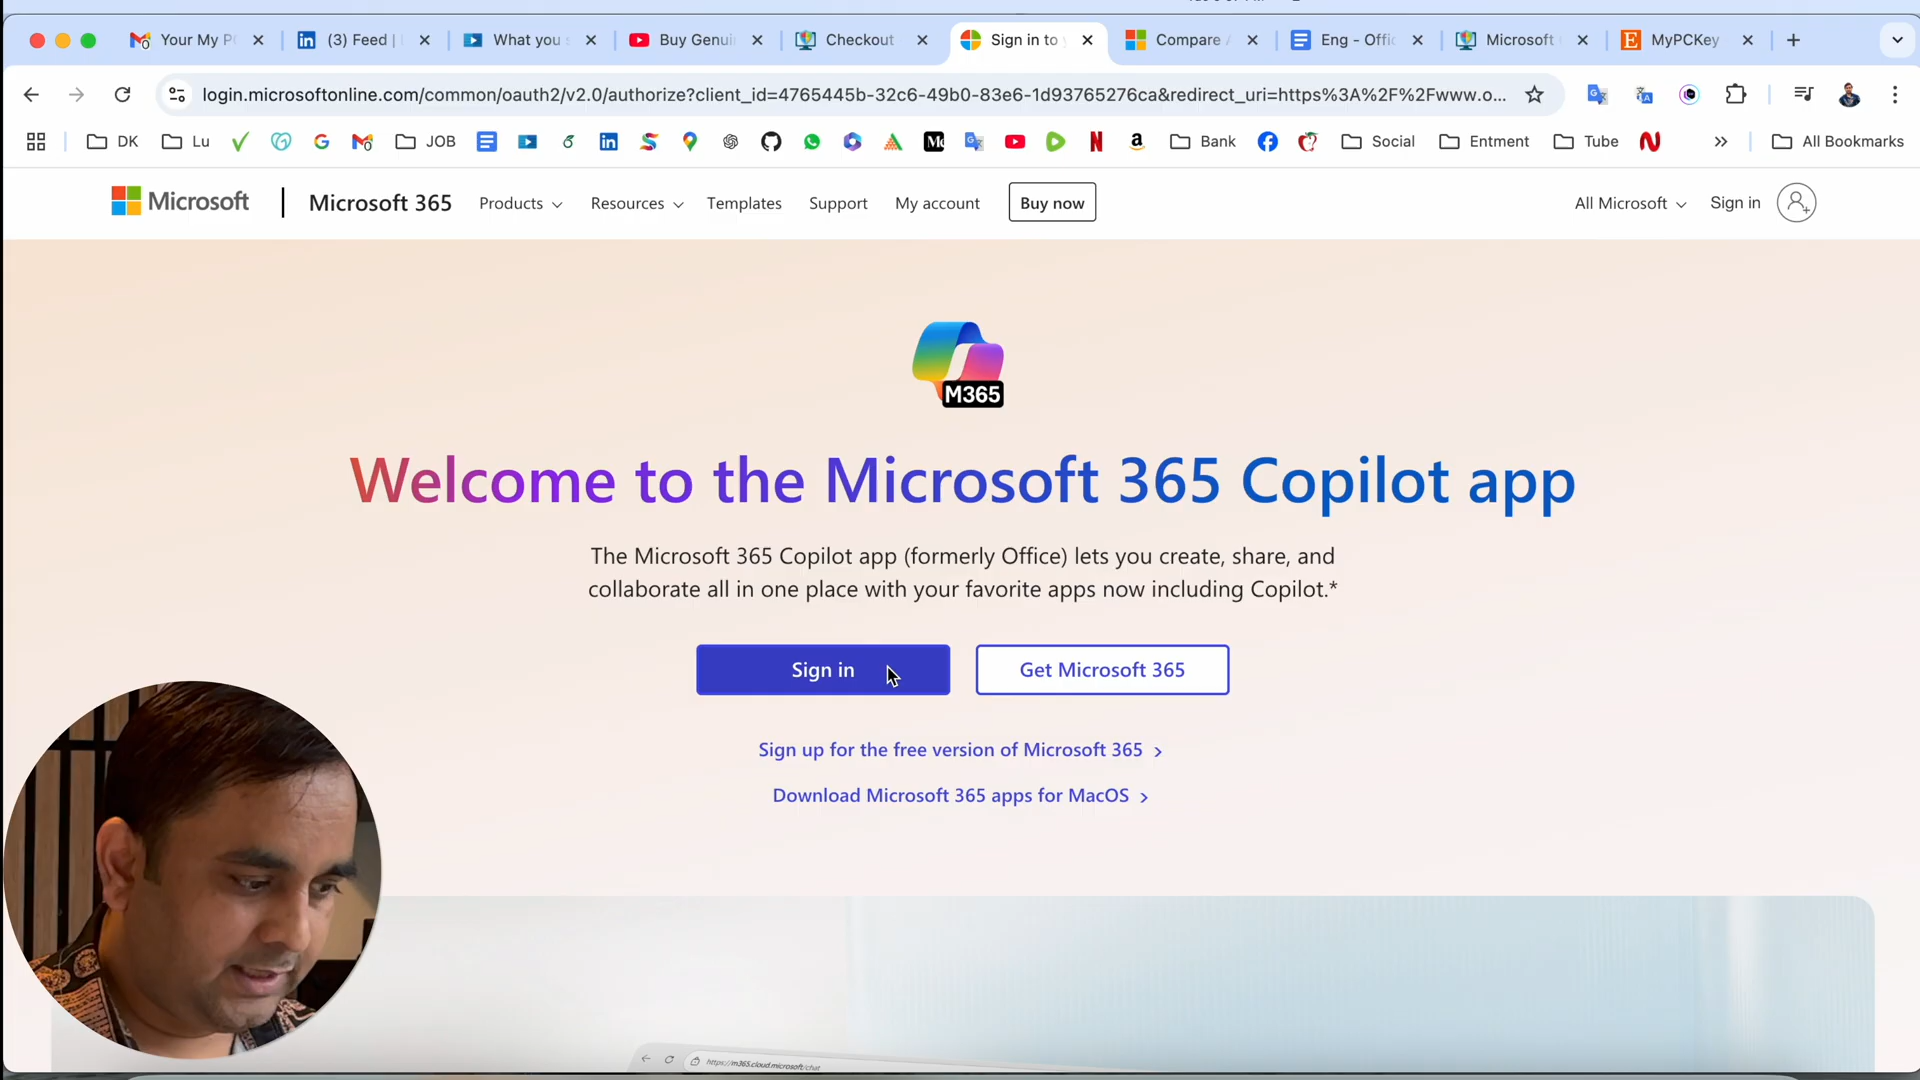 Your My P
(3) Feed |
What you
Buy Genui
Checkout
Sign in to
Compare
Eng - Offic
Microsoft
MyPCKey
login.microsoftonline.com/common/oauth2/v2.0/authorize?client_id=4765445b-32c6-49b0-83e6-1d93765276ca&redirect_uri=https%3A%2F%2Fwww.o...
DK
Lu
JOB
Bank
Social
Entment
Tube
All Bookmarks
Microsoft
Microsoft 365
Products
Resources
Templates
Support
My account
Buy now
All Microsoft
Sign in
M365
Welcome to the Microsoft 365 Copilot app
The Microsoft 365 Copilot app (formerly Office) lets you create, share, and
collaborate all in one place with your favorite apps now including Copilot.*
Sign in
Get Microsoft 365
Sign up for the free version of Microsoft 365 >
Download Microsoft 365 apps for MacOS >
https://m365.cloud.microsoft/chat